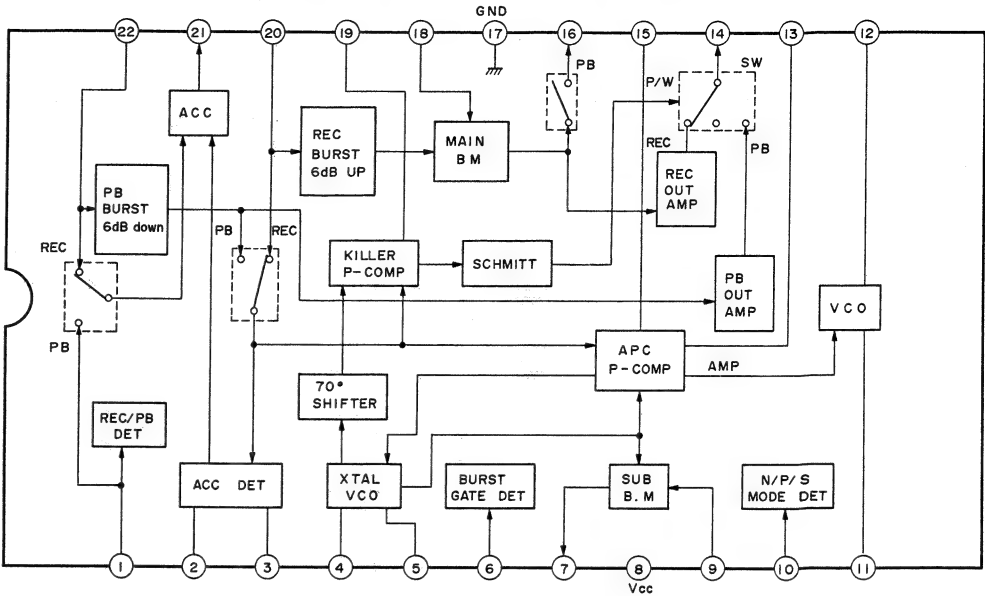 GND
22 21 20 19 18 17 16 15 14 13 12
PB
SW
P/W
ACC
REC
BURST
6dB UP
MAIN
BM
REC
PB
REC
OUT
AMP
PB
BURST
6dB down
PB
REC
REC
KILLER
P-COMP
SCHMITT
PB
OUT
AMP
VCO
PB
APC
P-COMP
AMP
70°
SHIFTER
REC/PB
DET
ACC DET
XTAL
VCO
BURST
GATE DET
SUB
B.M
N/P/S
MODE DET
1 2 3 4 5 6 7 8 9 10 11
Vcc